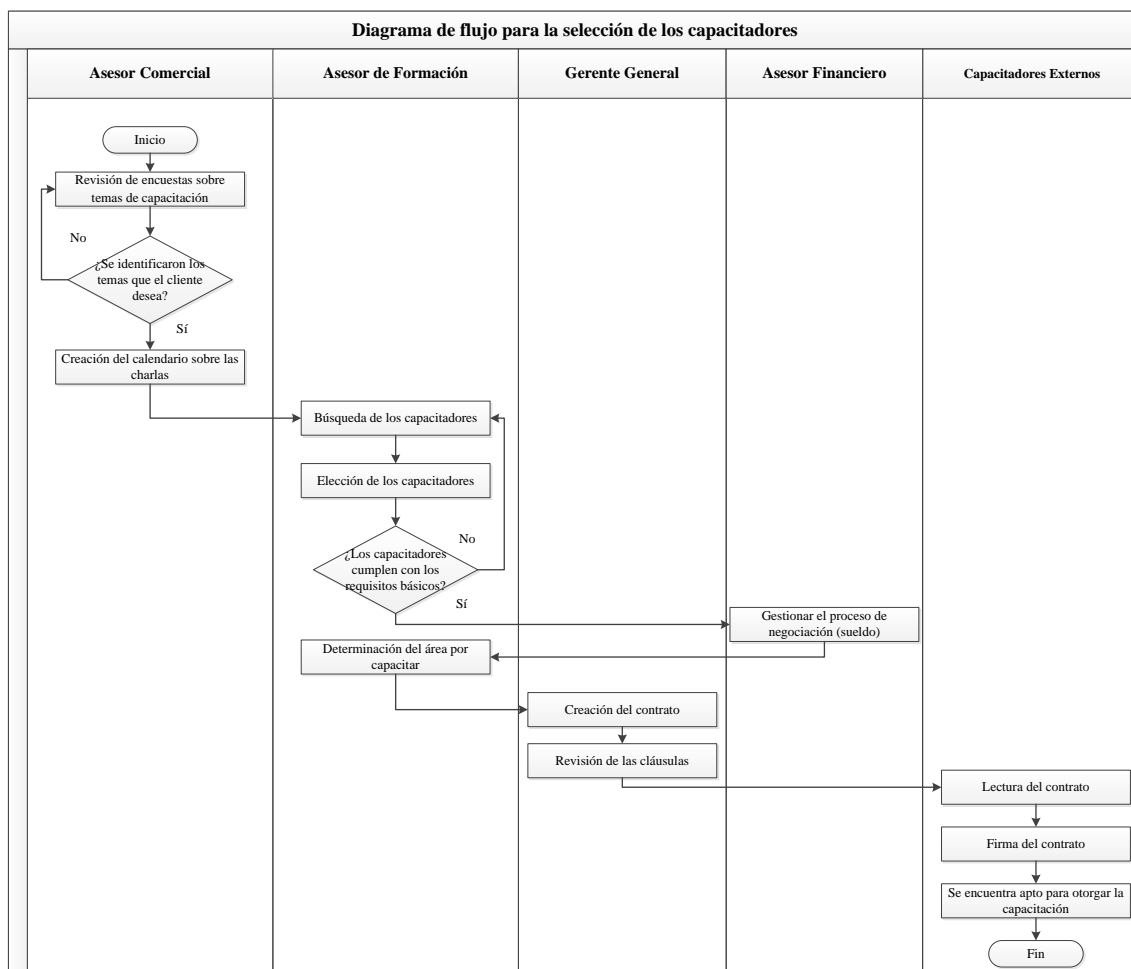 Diagrama de flujo para la selección de los capacitadores
Asesor Comercial
Asesor de Formación
Gerente General
Asesor Financiero
Capacitadores Externos
Inicio
Revisión de encuestas sobre
temas de capacitación
No
¿Se identificaron los
temas que el cliente
desea?
Sí
Creación del calendario sobre las
charlas
Búsqueda de los capacitadores
Elección de los capacitadores
No
¿Los capacitadores
cumplen con los
requisitos básicos?
Sí
Gestionar el proceso de
negociación (sueldo)
Determinación del área por
capacitar
Creación del contrato
Revisión de las cláusulas
Lectura del contrato
Firma del contrato
Se encuentra apto para otorgar la
capacitación
Fin